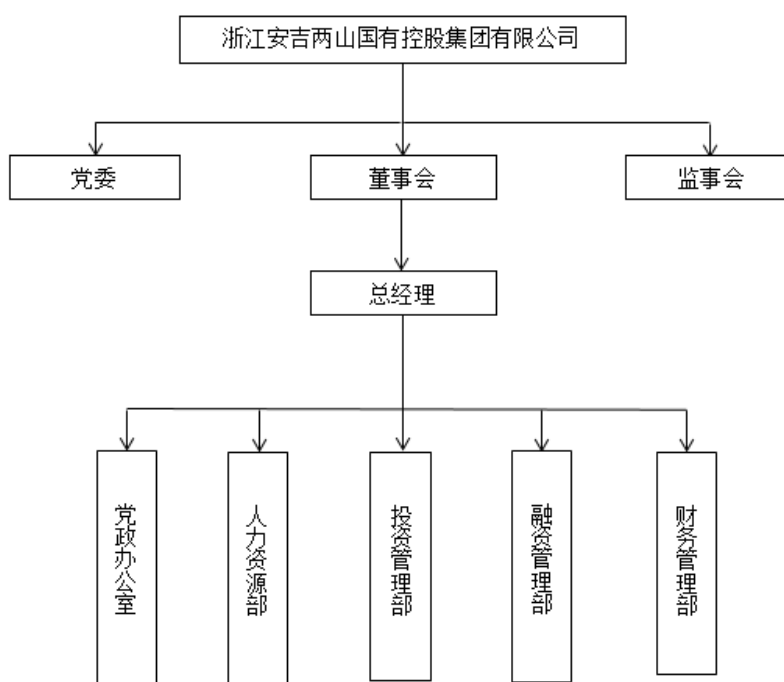 浙江安吉两山国有控股集团有限公司
党委
董事会
监事会
总经理
党政办公室
人力资源部
投资管理部
融资管理部
财务管理部